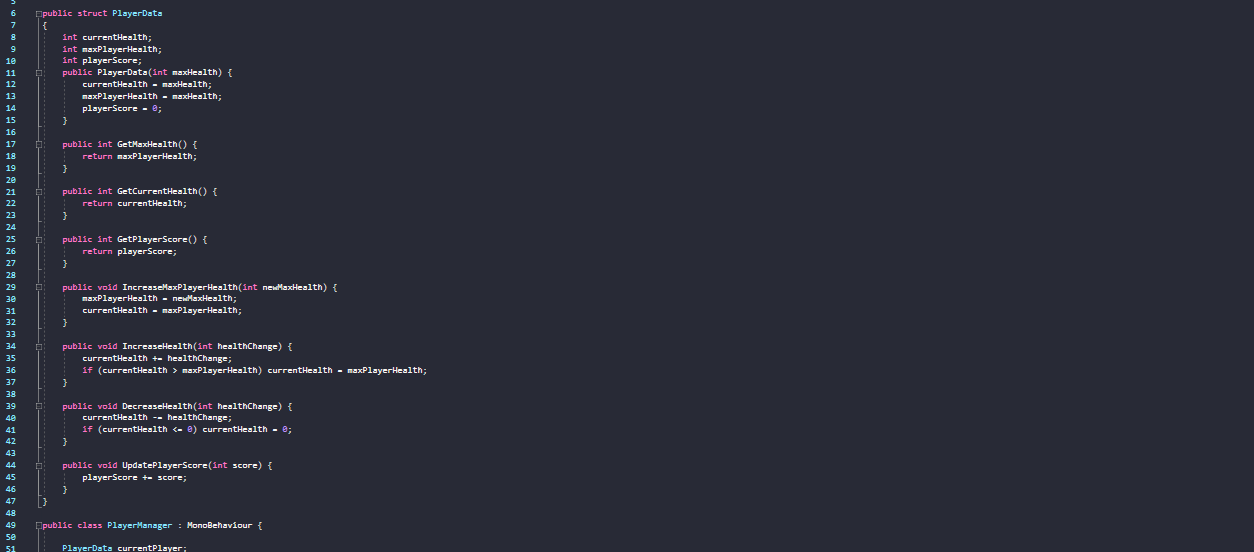 5
6 public struct PlayerData
7 {
8 int currentHealth;
9 int maxPlayerHealth;
10 int playerScore;
11 public PlayerData(int maxHealth) {
12 currentHealth = maxHealth;
13 maxPlayerHealth = maxHealth;
14 playerScore = 0;
15 }
16
17 public int GetMaxHealth() {
18 return maxPlayerHealth;
19 }
20
21 public int GetCurrentHealth() {
22 return currentHealth;
23 }
24
25 public int GetPlayerScore() {
26 return playerScore;
27 }
28
29 public void IncreaseMaxPlayerHealth(int newMaxHealth) {
30 maxPlayerHealth = newMaxHealth;
31 currentHealth = maxPlayerHealth;
32 }
33
34 public void IncreaseHealth(int healthChange) {
35 currentHealth += healthChange;
36 if (currentHealth > maxPlayerHealth) currentHealth = maxPlayerHealth;
37 }
38
39 public void DecreaseHealth(int healthChange) {
40 currentHealth -= healthChange;
41 if (currentHealth <= 0) currentHealth = 0;
42 }
43
44 public void UpdatePlayerScore(int score) {
45 playerScore += score;
46 }
47 }
48
49 public class PlayerManager : MonoBehaviour {
50
51 PlayerData currentPlayer;